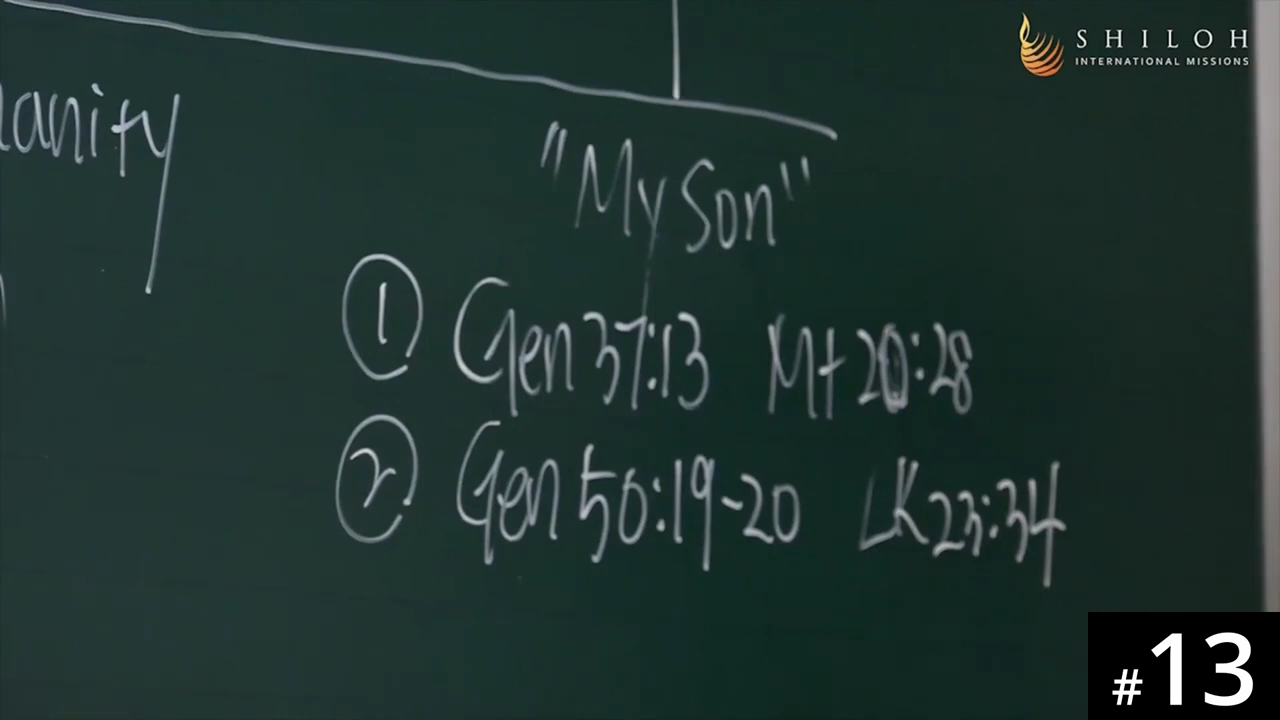 SHILOH
INTERNATIONAL MISSIONS
"My Son"
① Gen 37:13 Mt 20:28
② Gen 50:19-20 LK 23:34
#13